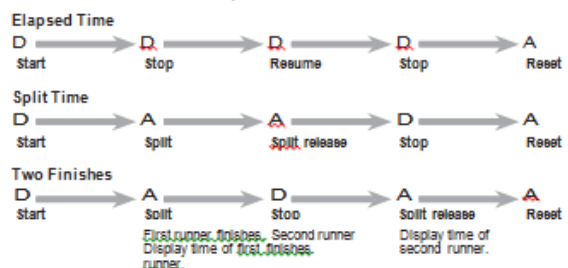 Elapsed Time
D D D D A
Start Stop Resume Stop Reset
Split Time
D A A D A
Start Split Split release Stop Reset
Two Finishes
D A D A A
Start Split Stop Split release Reset
First runner finishes. Second runner Display time of
Display time of first finishes. second runner.
runner.